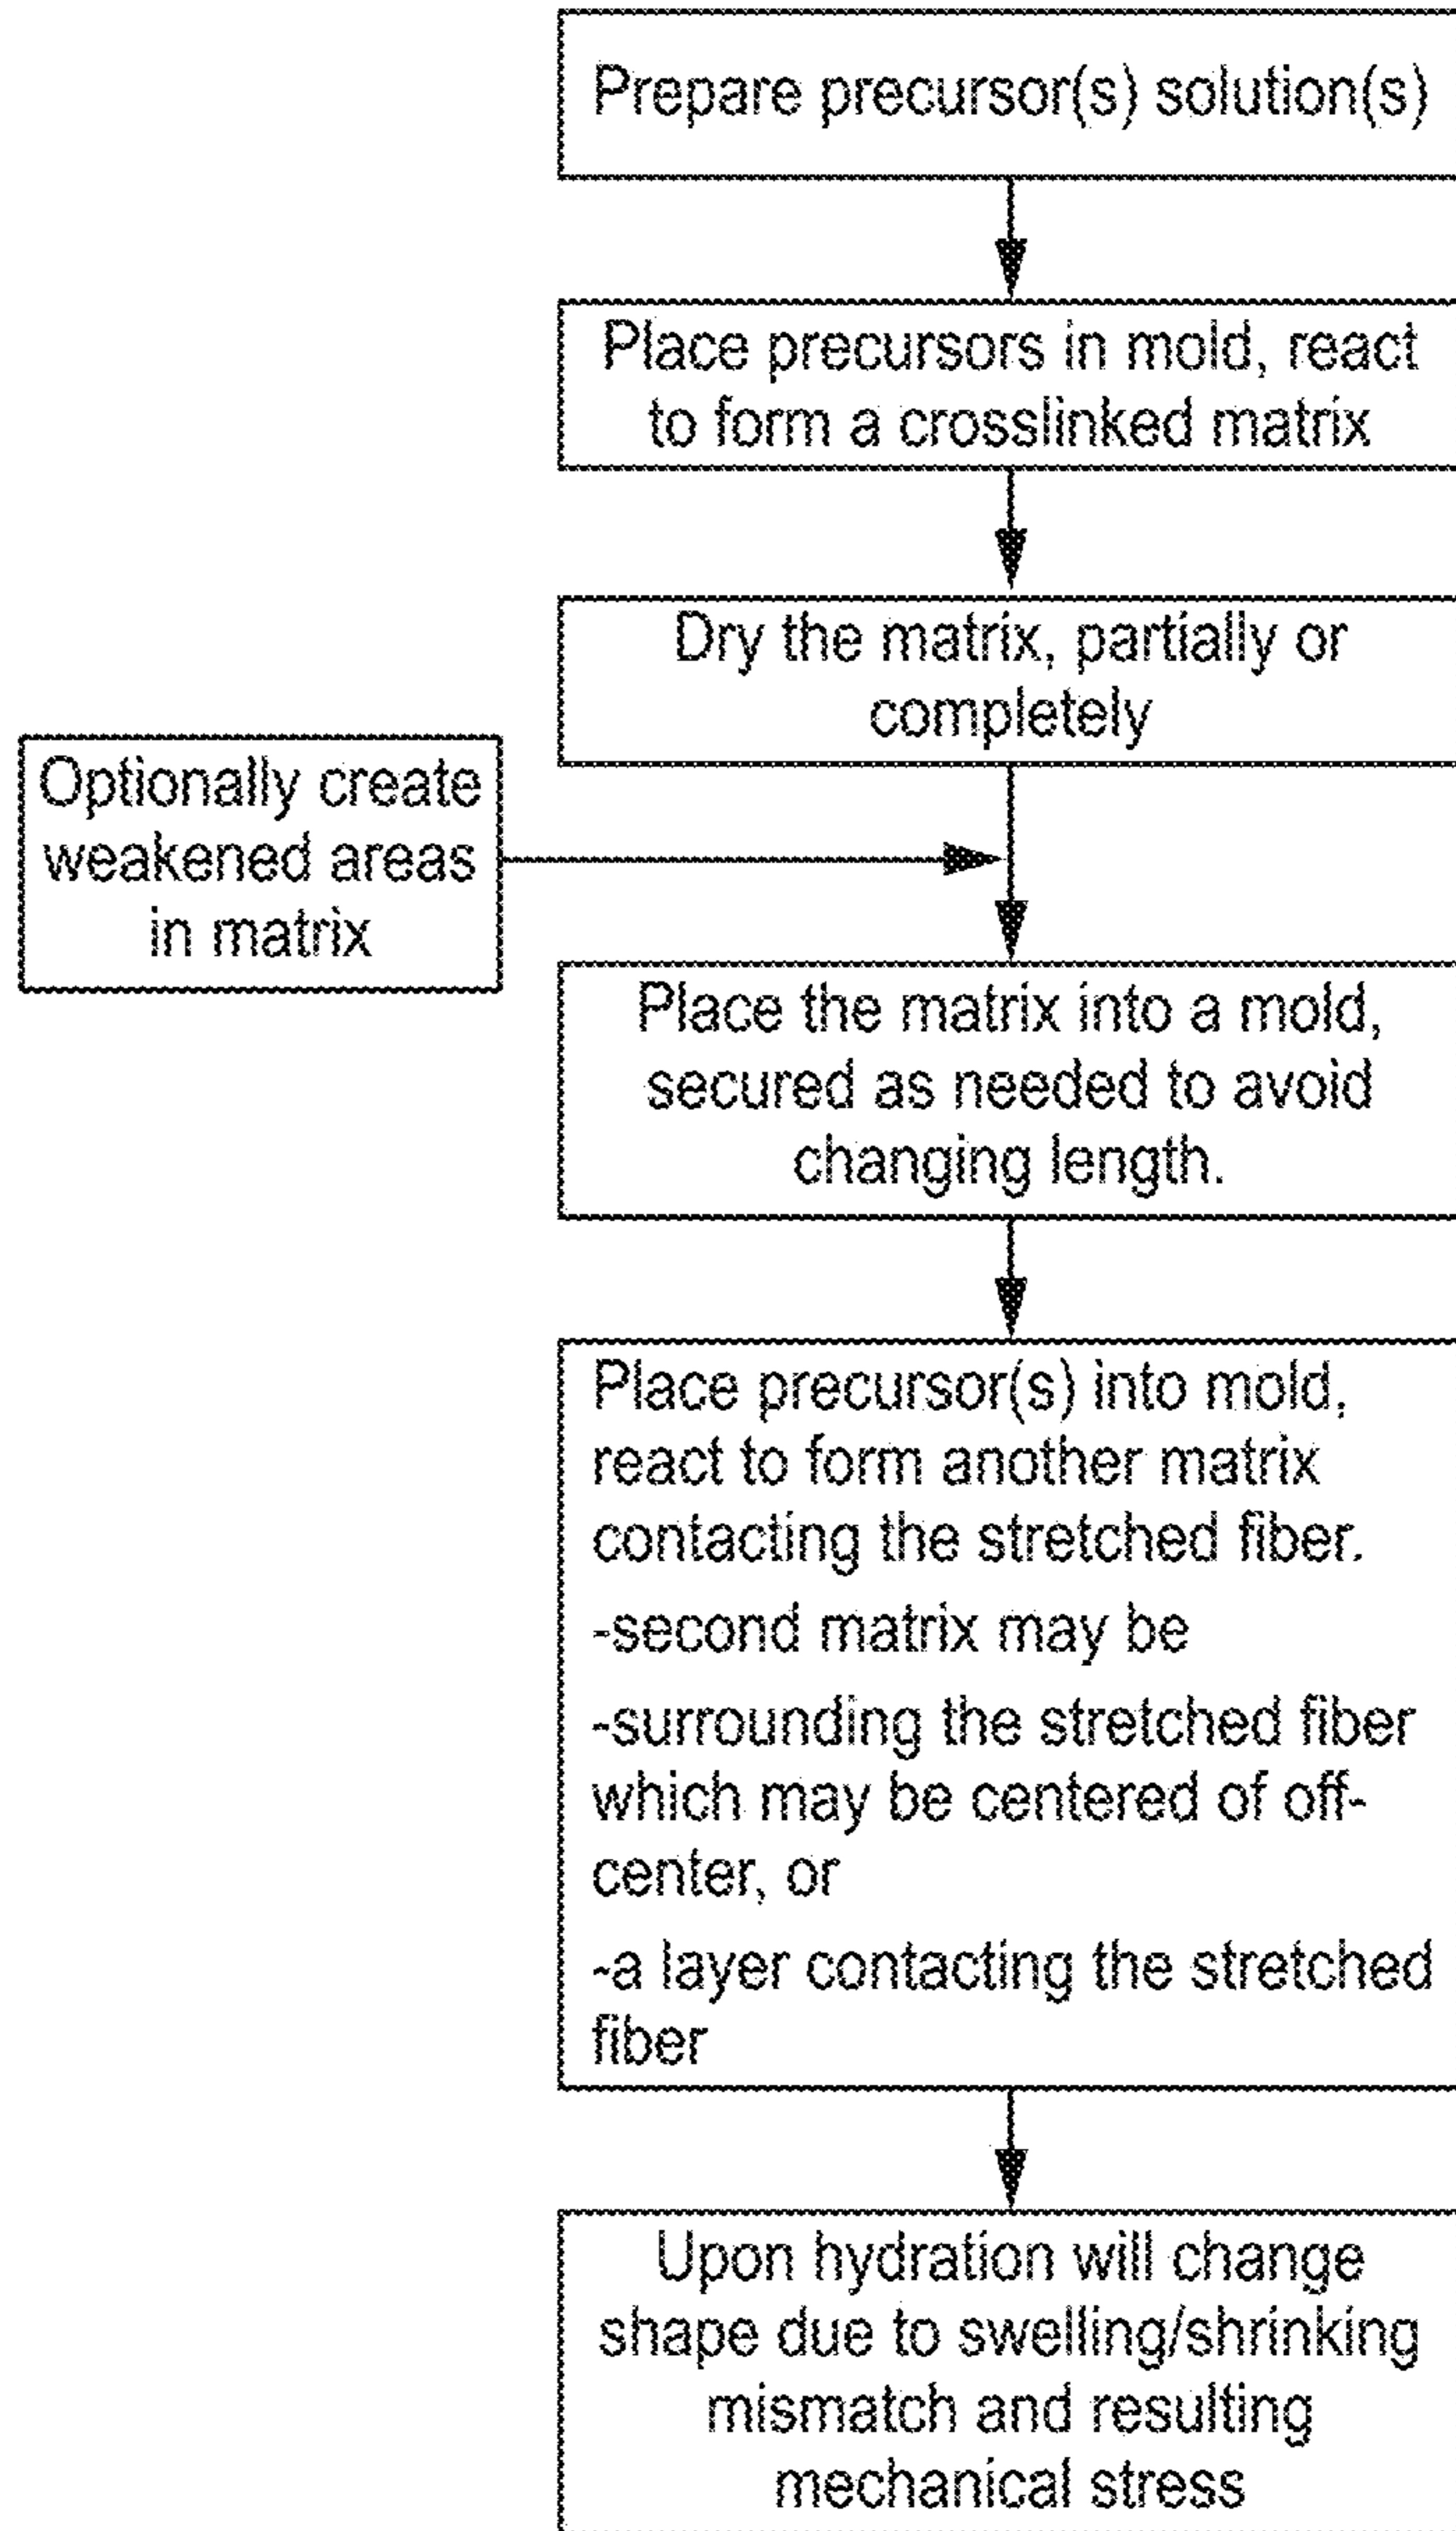 Prepare precursor(s) solution(s)
Place precursors in mold, react
to form a crosslinked matrix
Dry the matrix, partially or
completely
Optionally create
weakened areas
in matrix
Place the matrix into a mold,
secured as needed to avoid
changing length.
Place precursor(s) into mold,
react to form another matrix
contacting the stretched fiber.
-second matrix may be
-surrounding the stretched fiber
which may be centered of off-
center, or
-a layer contacting the stretched
fiber
Upon hydration will change
shape due to swelling/shrinking
mismatch and resulting
mechanical stress